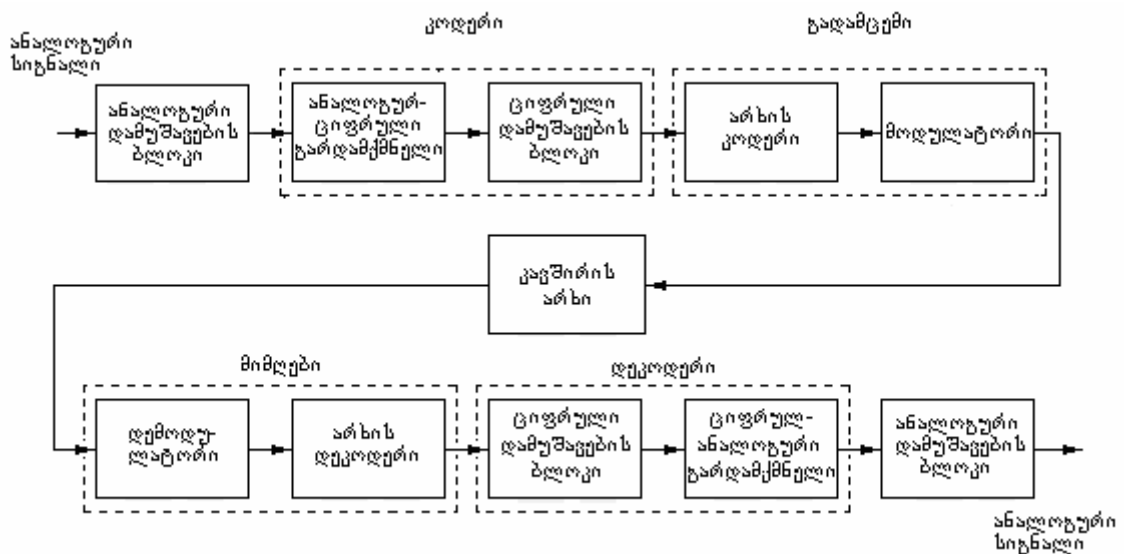 კოდერი
გადამცემი
ანალოგური
სიგნალი
ანალოგური
დამუშავების
ბლოკი
ანალოგურ-
ციფრული
გარდამქმნელი
ციფრული
დამუშავების
ბლოკი
არხის
კოდერი
მოდულატორი
კავშირის
არხი
მიმღები
დეკოდერი
დემოდუ-
ლატორი
არხის
დეკოდერი
ციფრული
დამუშავების
ბლოკი
ციფრულ-
ანალოგური
გარდამქმნელი
ანალოგური
დამუშავების
ბლოკი
ანალოგური
სიგნალი